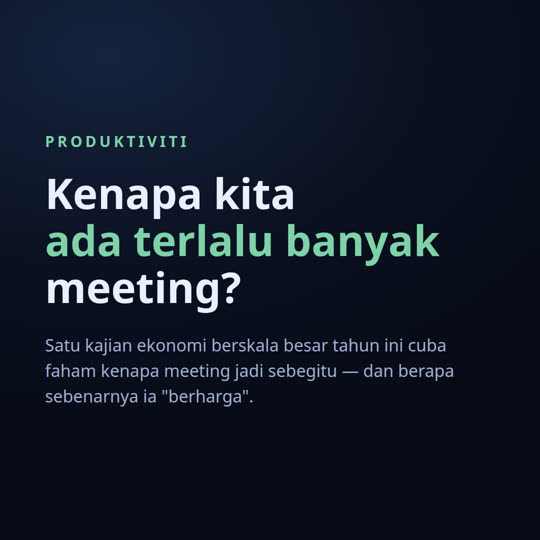 PRODUKTIVITI
Kenapa kita
ada terlalu banyak
meeting?
Satu kajian ekonomi berskala besar tahun ini cuba
faham kenapa meeting jadi sebegitu — dan berapa
sebenarnya ia "berharga".